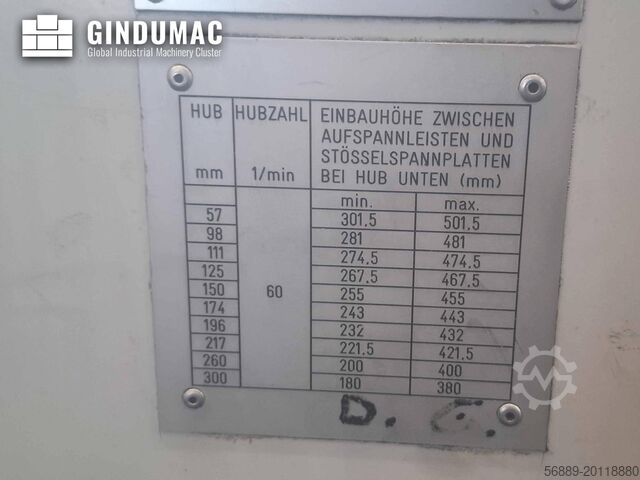 GINDUMAC
Global Industrial Machinery Cluster
HUB HUBZAHL EINBAUHÖHE ZWISCHEN
AUFSPANNLEISTEN UND
STÖSSELSPANNPLATTEN
mm 1/min BEI HUB UNTEN (mm)
min. max.
57 301.5 501.5
98 281 481
111 274.5 474.5
125 267.5 467.5
150 60 255 455
174 243 443
196 232 432
217 221.5 421.5
260 200 400
300 180 380
56889-20118880